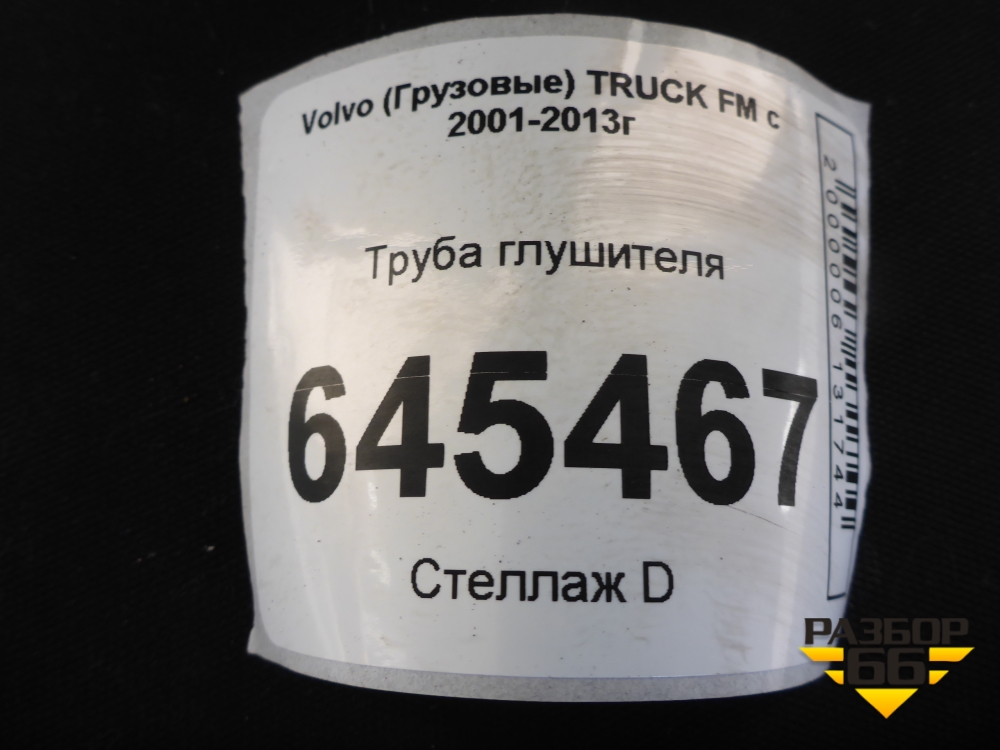 Volvo (Грузовые) TRUCK FM с
2001-2013г
Труба глушителя
645467
Стеллаж D
2000006131744
РАЗБОР
66